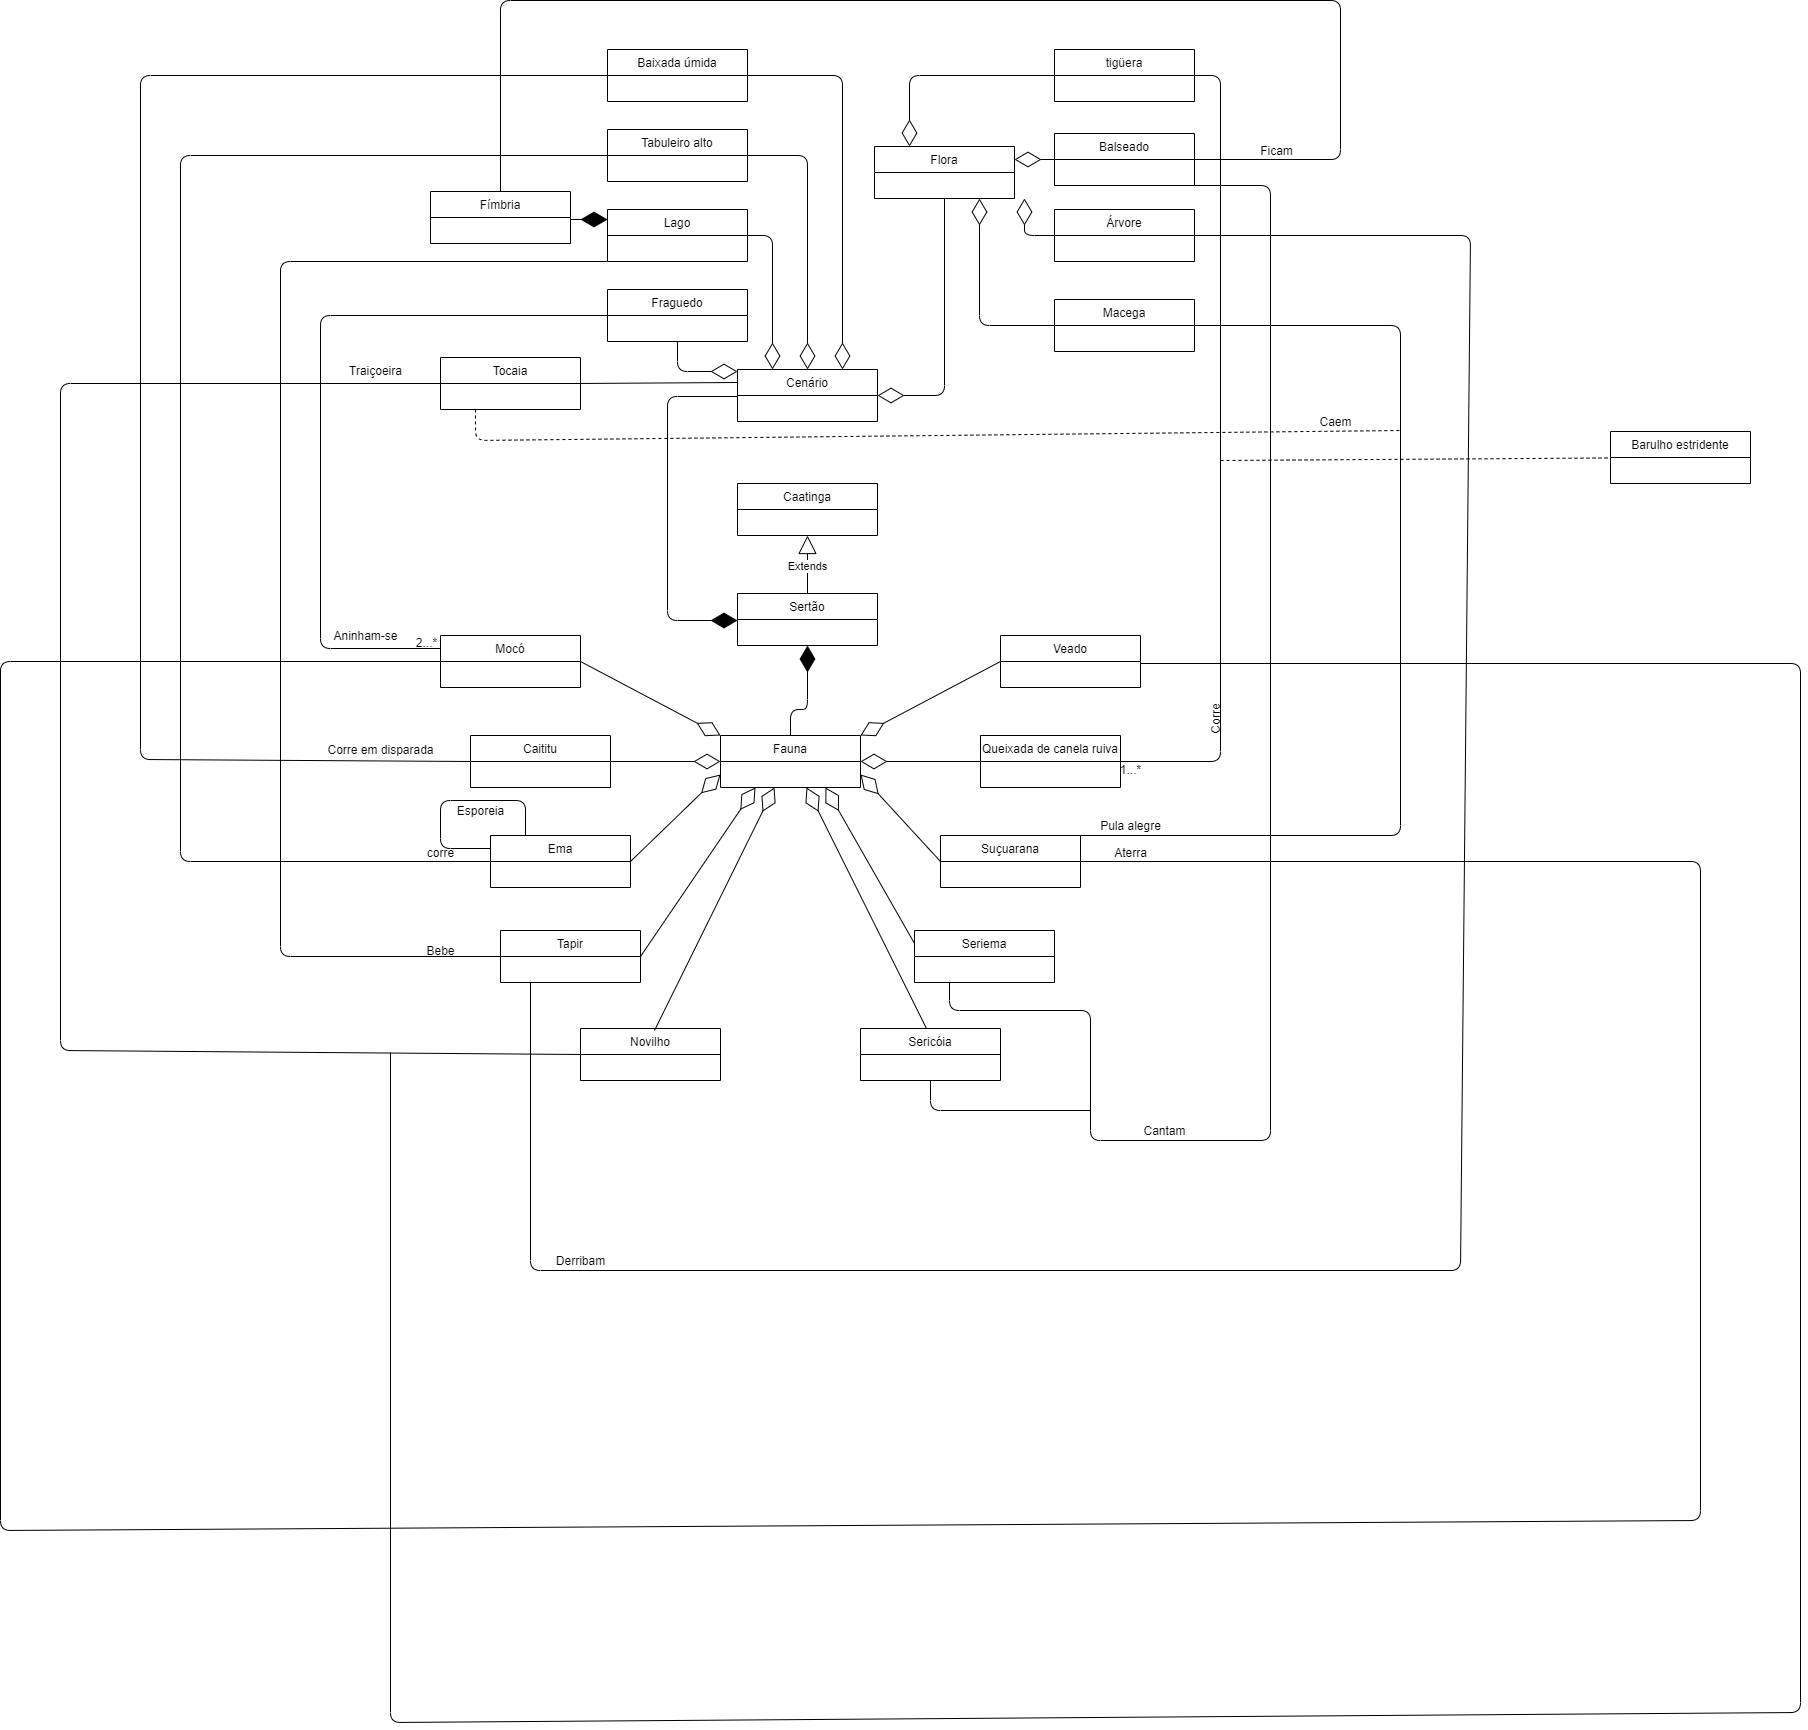 Baixada úmida
tigüera
Tabuleiro alto
Balseado
Ficam
Flora
Fímbria
Lago
Árvore
Fraguedo
Macega
Traiçoeira
Tocaia
Cenário
Caem
Barulho estridente
Caatinga
Extends
Sertão
Aninham-se
2...*
Mocó
Veado
Corre
Corre em disparada
Caititu
Fauna
Queixada de canela ruiva
1...*
Esporeia
corre
Ema
Suçuarana
Pula alegre
Aterra
Bebe
Tapir
Seriema
Novilho
Sericóia
Cantam
Derribam